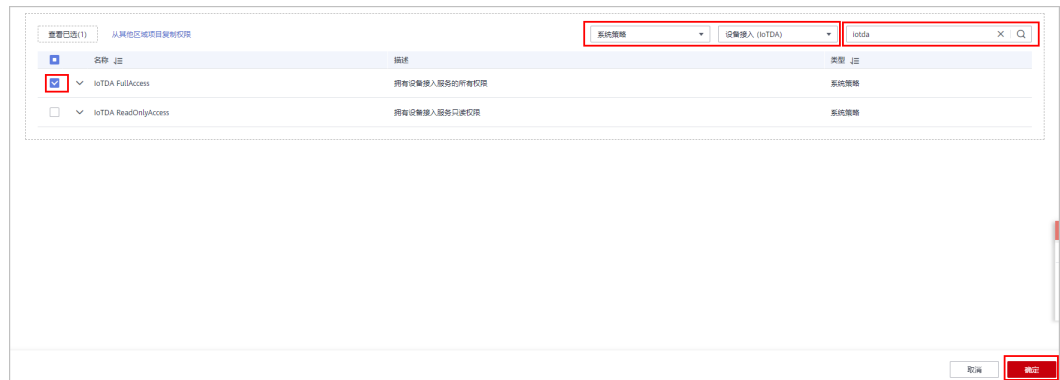 查看已选(1) 从其他区域项目复制权限 系统策略 设备接入 (IoTDA) iotda
名称 描述 类型
IoTDA FullAccess 拥有设备接入服务的所有权限 系统策略
IoTDA ReadOnlyAccess 拥有设备接入服务只读权限 系统策略
取消 确定